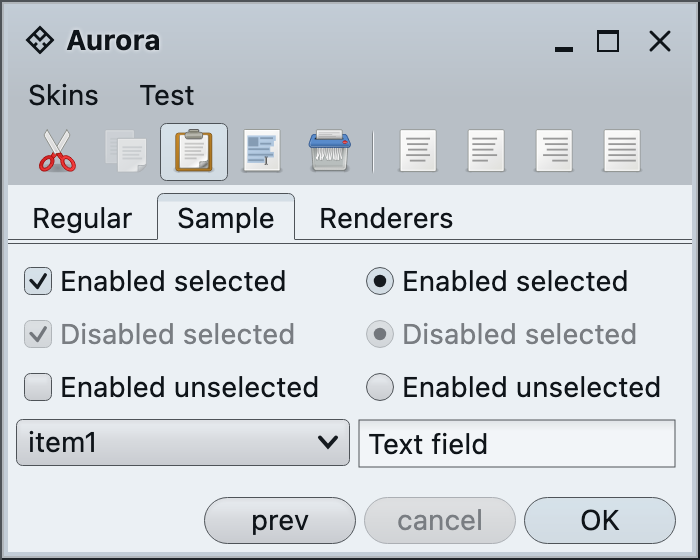 Aurora
Skins Test
Regular Sample Renderers
Enabled selected Enabled selected
Disabled selected Disabled selected
Enabled unselected Enabled unselected
item1 Text field
prev cancel OK